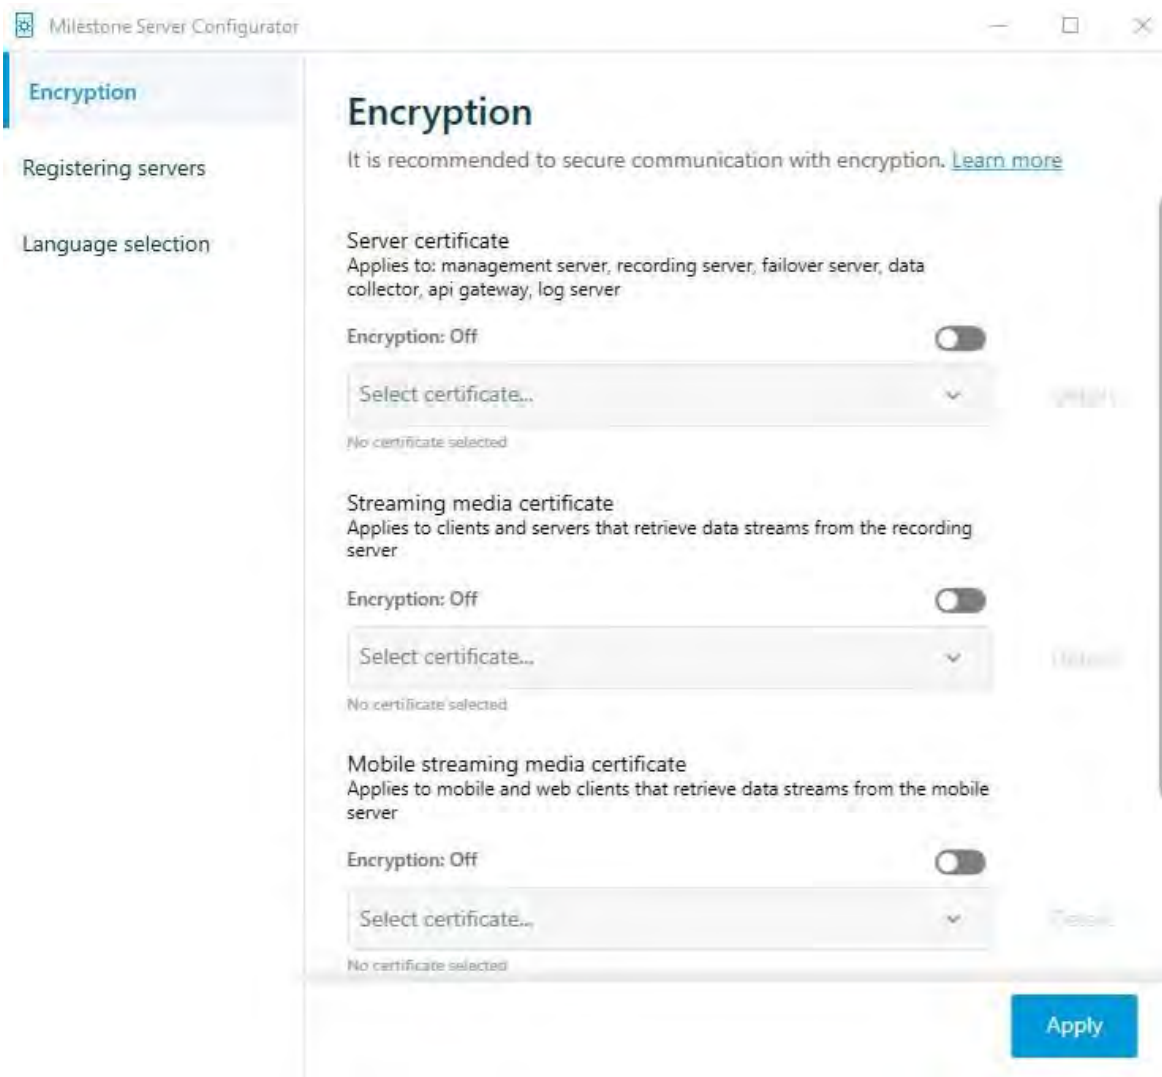 Milestone Server Configurator
Encryption
Registering servers
Language selection
Encryption
It is recommended to secure communication with encryption. Learn more
Server certificate
Applies to: management server, recording server, failover server, data
collector, api gateway, log server
Encryption: Off
Select certificate...
No certificate selected
Streaming media certificate
Applies to clients and servers that retrieve data streams from the recording
server
Encryption: Off
Select certificate...
No certificate selected
Mobile streaming media certificate
Applies to mobile and web clients that retrieve data streams from the mobile
server
Encryption: Off
Select certificate...
No certificate selected
Apply